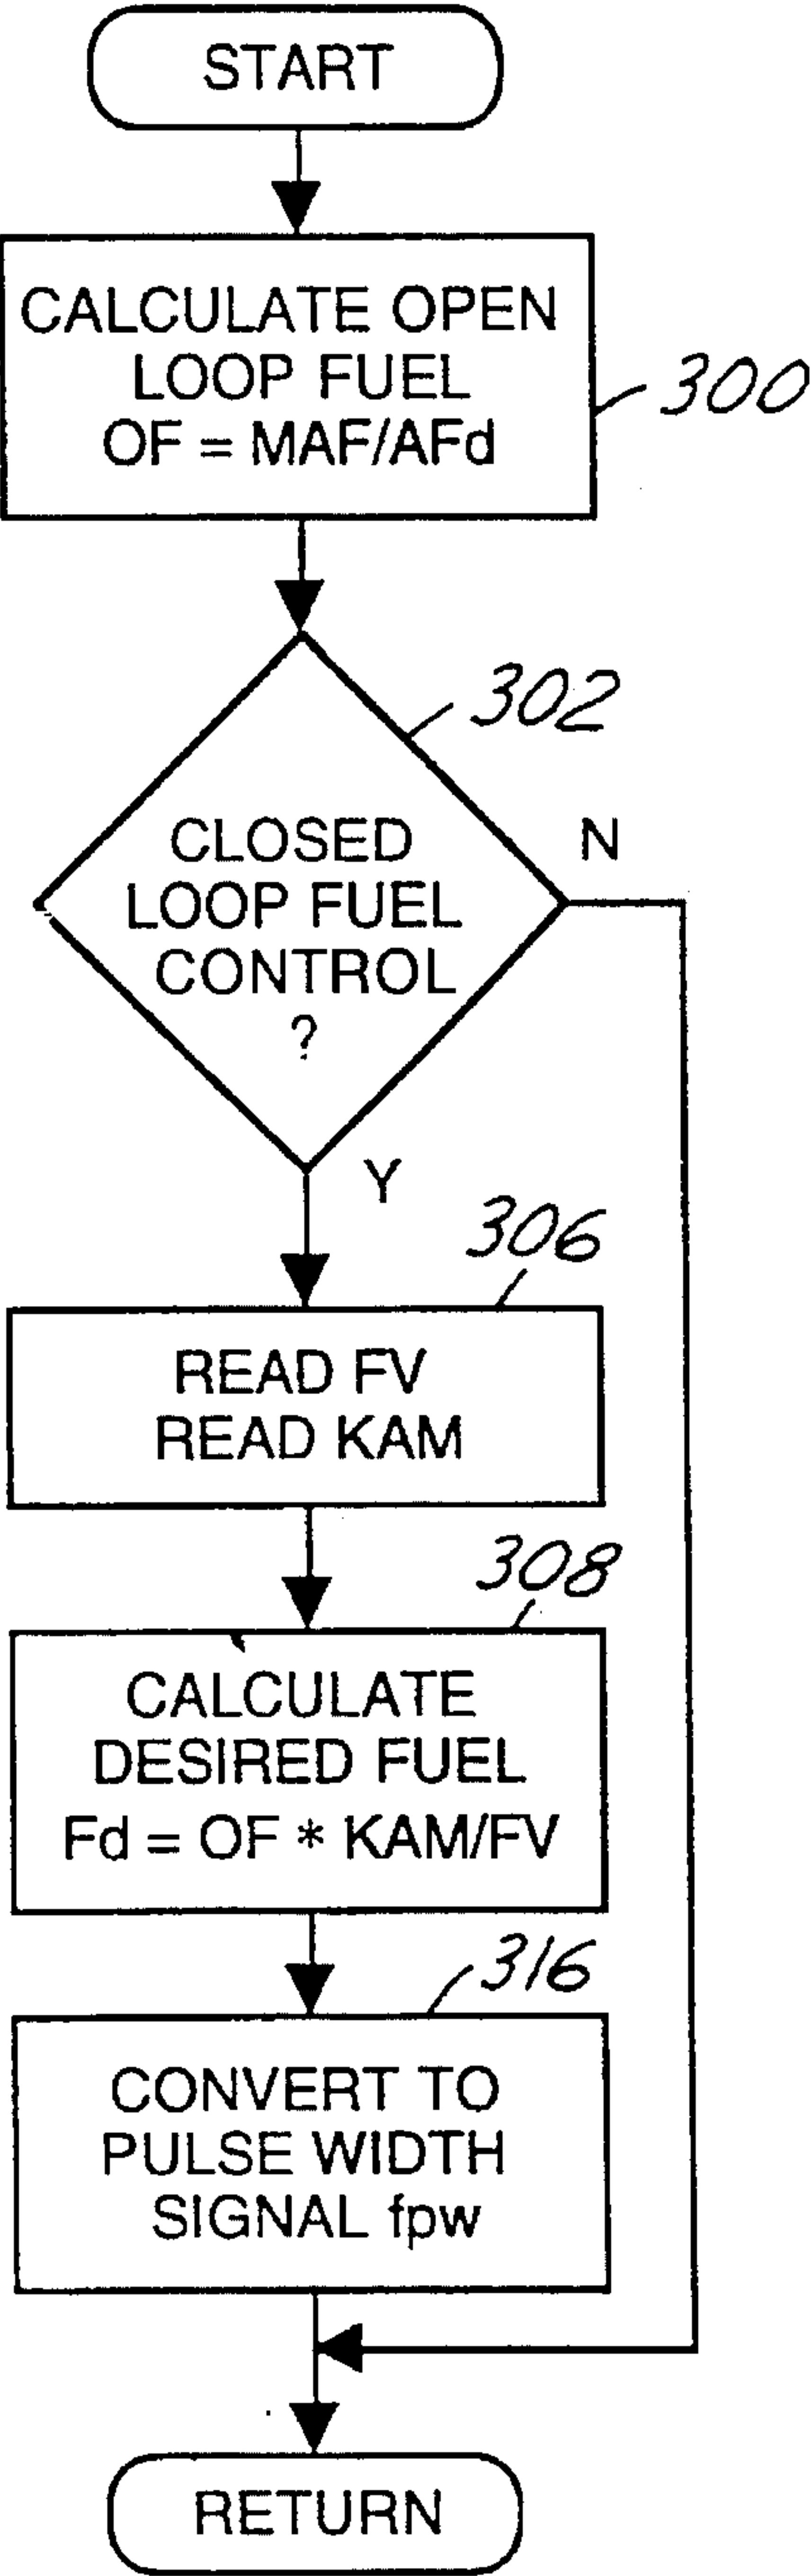 START
CALCULATE OPEN
LOOP FUEL
OF = MAF/AFd
300
302
CLOSED
LOOP FUEL
CONTROL
?
N
Y
306
READ FV
READ KAM
308
CALCULATE
DESIRED FUEL
Fd = OF * KAM/FV
316
CONVERT TO
PULSE WIDTH
SIGNAL fpw
RETURN